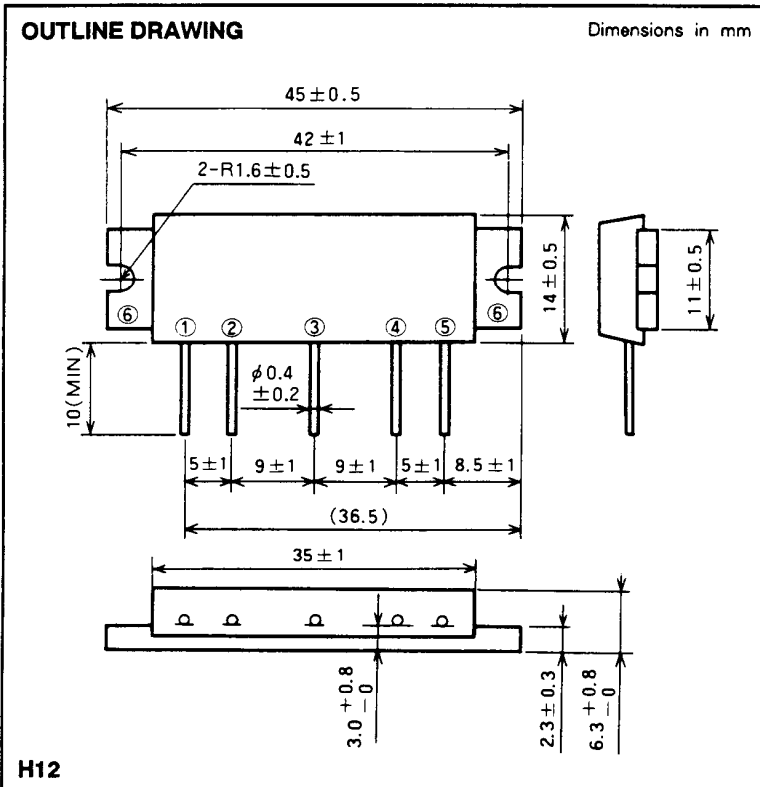 OUTLINE DRAWING
Dimensions in mm
45±0.5
42±1
2-R1.6±0.5
14±0.5
11±0.5
⑥
⑥
① ② ③ ④ ⑤
10(MIN)
φ0.4
±0.2
5±1 9±1 9±1 5±1 8.5±1
(36.5)
35±1
3.0 +0.8 −0
2.3±0.3
6.3 +0.8 −0
H12